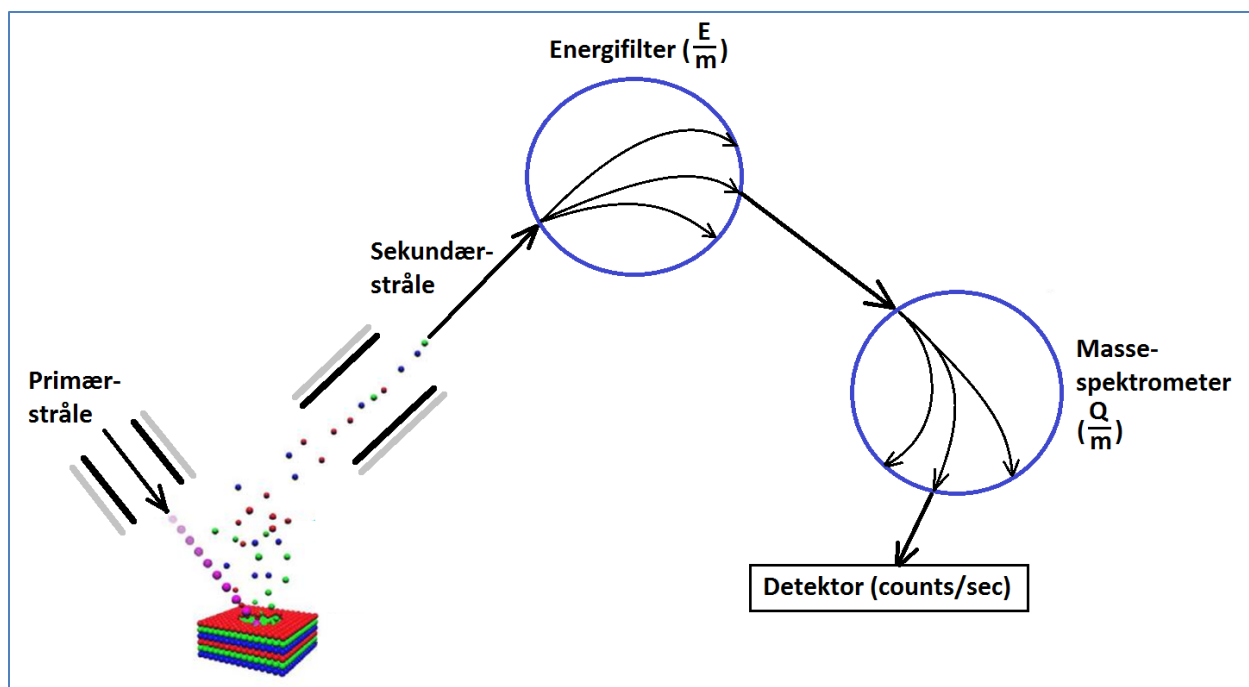 Energifilter (E/m)
Sekundær-
stråle
Primær-
stråle
Masse-
spektrometer
(Q/m)
Detektor (counts/sec)